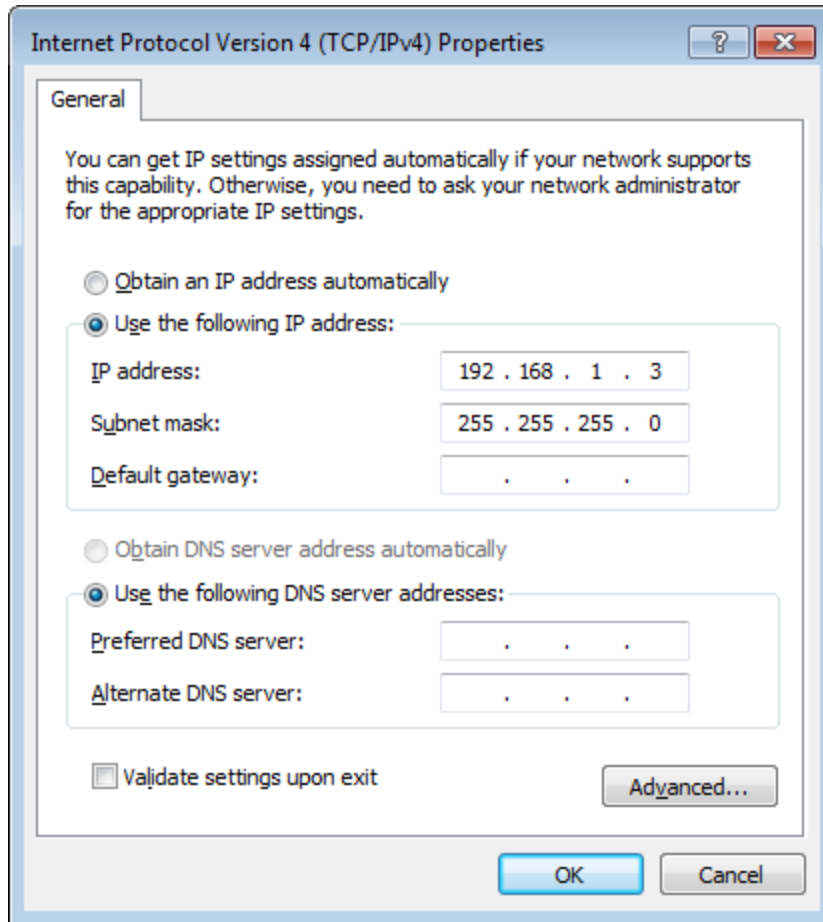 Internet Protocol Version 4 (TCP/IPv4) Properties
General
You can get IP settings assigned automatically if your network supports
this capability. Otherwise, you need to ask your network administrator
for the appropriate IP settings.
Obtain an IP address automatically
Use the following IP address:
IP address: 192 . 168 . 1 . 3
Subnet mask: 255 . 255 . 255 . 0
Default gateway: . . .
Obtain DNS server address automatically
Use the following DNS server addresses:
Preferred DNS server: . . .
Alternate DNS server: . . .
Validate settings upon exit
Advanced...
OK Cancel